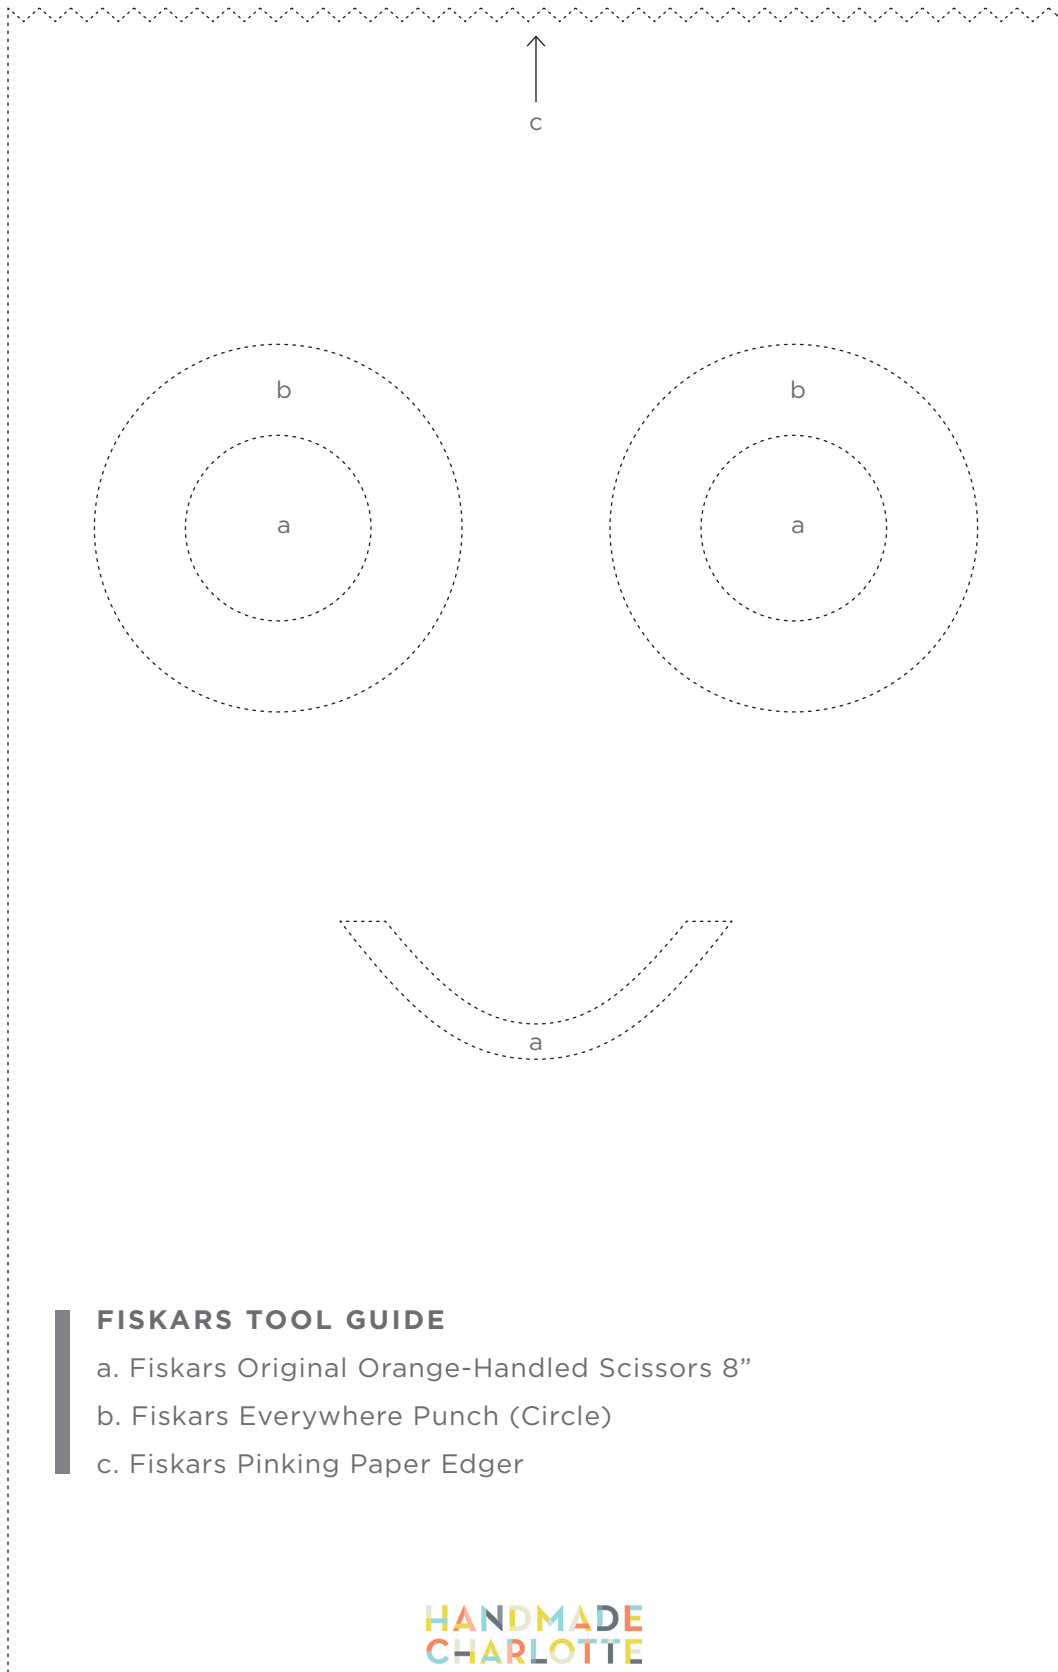 c
b b
a a
a
FISKARS TOOL GUIDE
a. Fiskars Original Orange-Handled Scissors 8”
b. Fiskars Everywhere Punch (Circle)
c. Fiskars Pinking Paper Edger
HANDMADE
CHARLOTTE